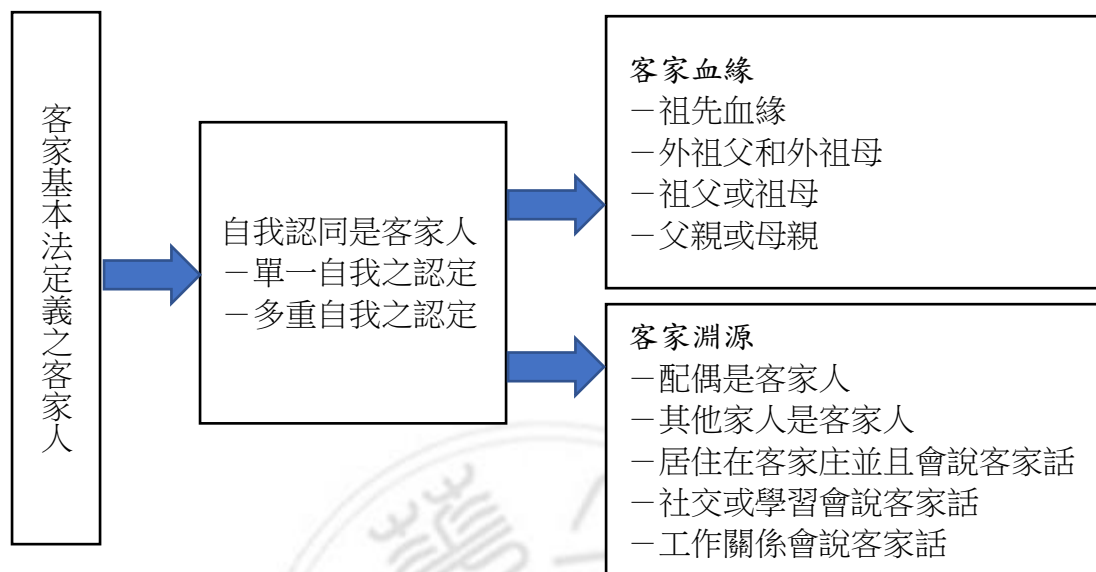 客家基本法定義之客家人
自我認同是客家人
－單一自我之認定
－多重自我之認定
客家血緣
－祖先血緣
－外祖父和外祖母
－祖父或祖母
－父親或母親
客家淵源
－配偶是客家人
－其他家人是客家人
－居住在客家庄並且會說客家話
－社交或學習會說客家話
－工作關係會說客家話